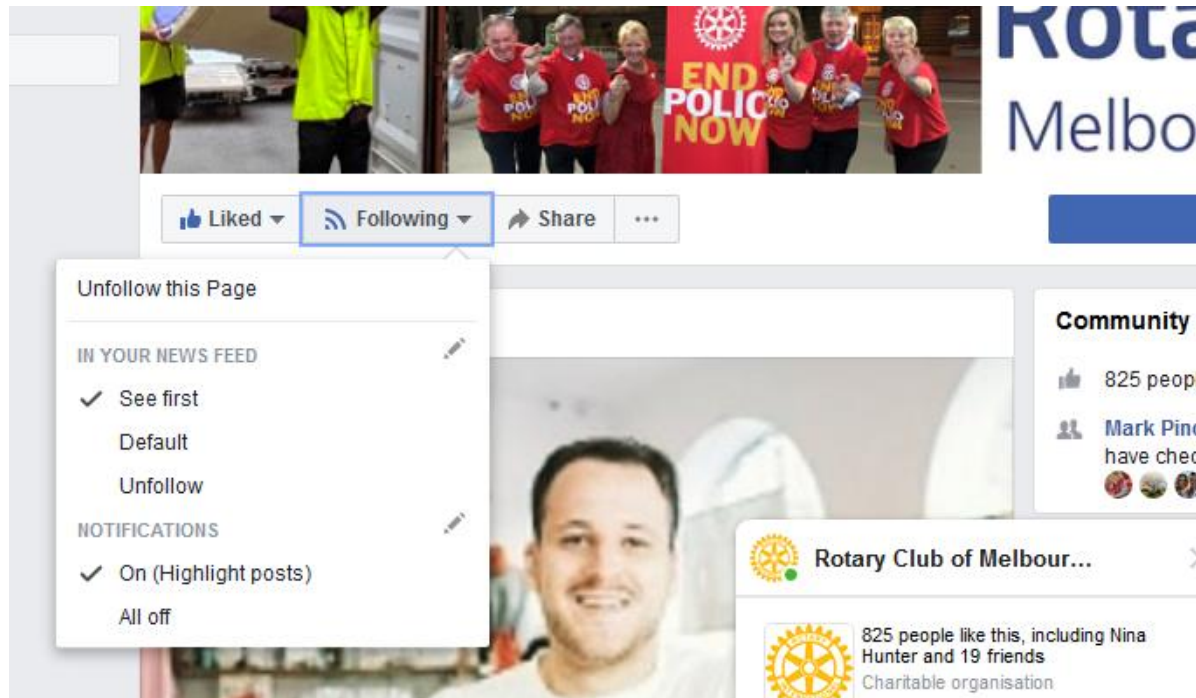 Rota
Melbo
END
POLIO
NOW
Liked
Following
Share
Unfollow this Page
IN YOUR NEWS FEED
See first
Default
Unfollow
NOTIFICATIONS
On (Highlight posts)
All off
Community
825 peop
Mark Pin
have chec
Rotary Club of Melbour...
825 people like this, including Nina
Hunter and 19 friends
Charitable organisation